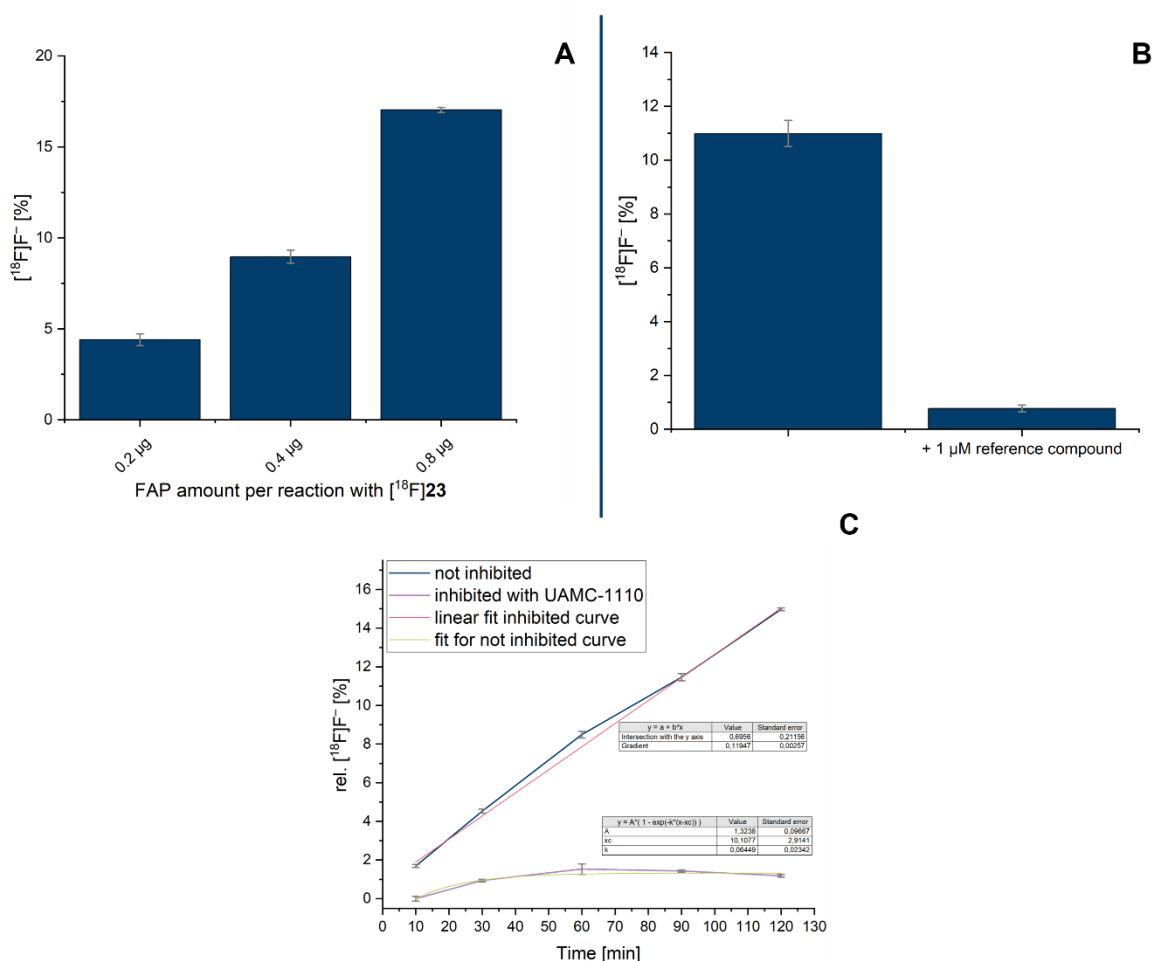 A
20
15
10
5
0
[¹⁸F]F⁻ [%]
0.2 µg
0.4 µg
0.8 µg
FAP amount per reaction with [¹⁸F]23
B
14
12
10
8
6
4
2
0
[¹⁸F]F⁻ [%]
+ 1 µM reference compound
C
not inhibited
inhibited with UAMC-1110
linear fit inhibited curve
fit for not inhibited curve
16
14
12
10
8
6
4
2
0
rel. [¹⁸F]F⁻ [%]
y = a + b*x Value Standard error
Intersection with the y axis 0,6956 0,21156
Gradient 0,11947 0,00257
y = A*( 1 - exp(-k*(x-xc)) ) Value Standard error
A 1,3238 0,09667
xc 10,1077 2,9141
k 0,06449 0,02342
0 10 20 30 40 50 60 70 80 90 100 110 120 130
Time [min]